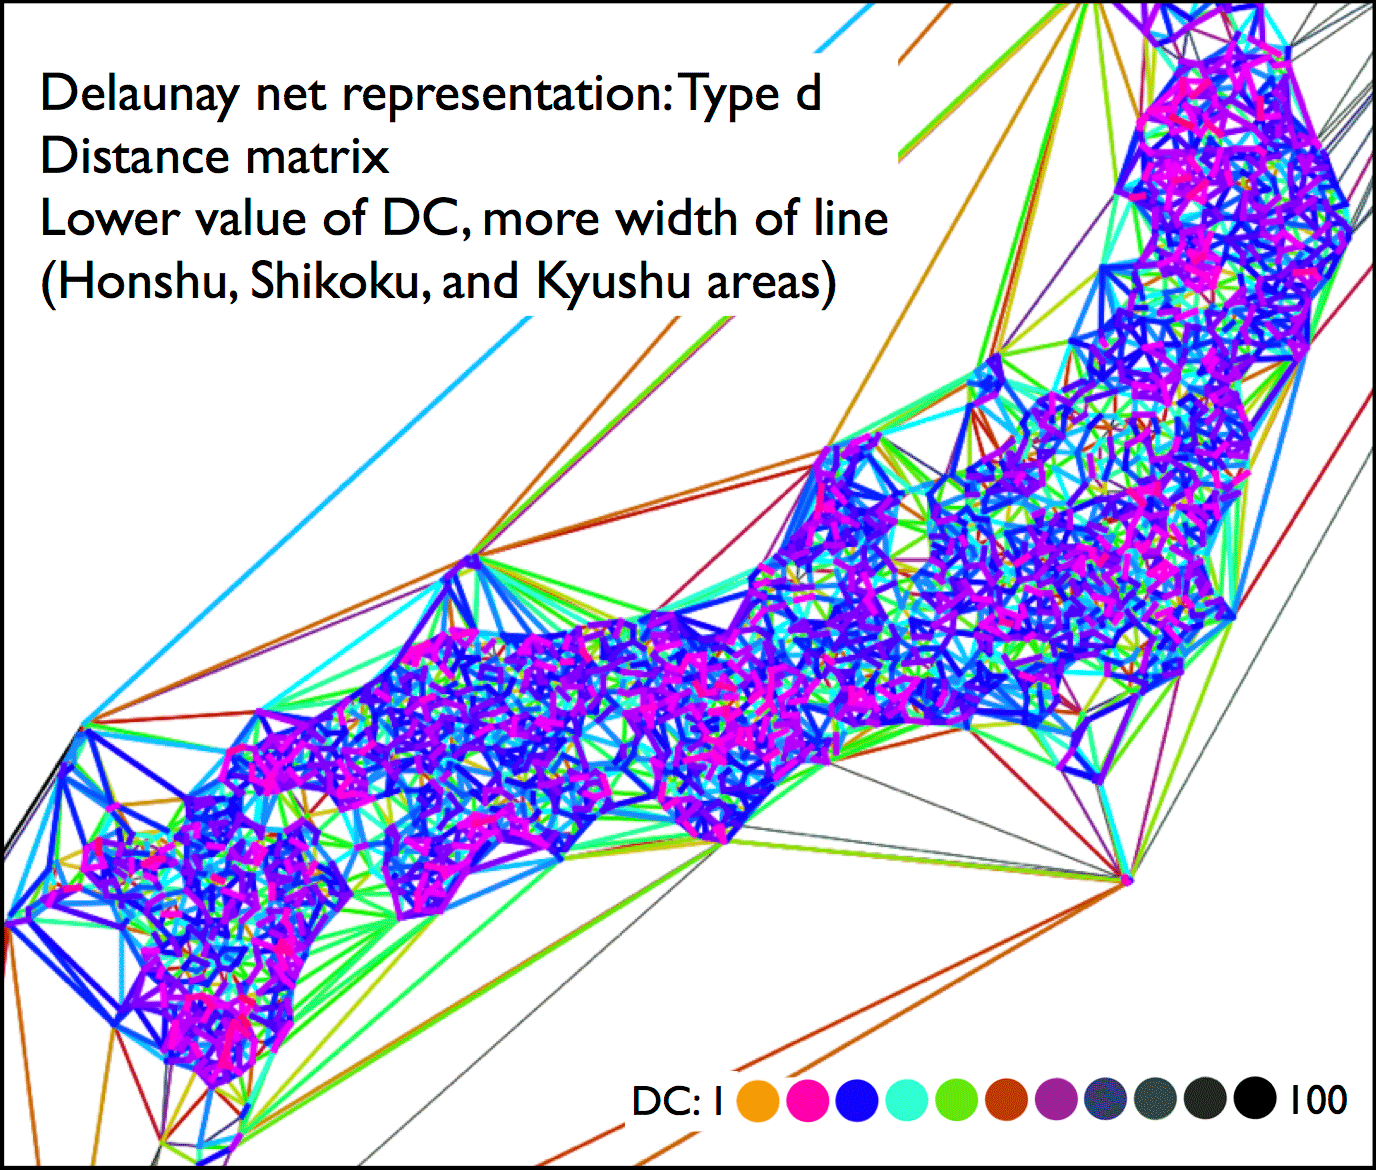 Delaunay net representation: Type d
Distance matrix
Lower value of DC, more width of line
(Honshu, Shikoku, and Kyushu areas)
DC: 1 100